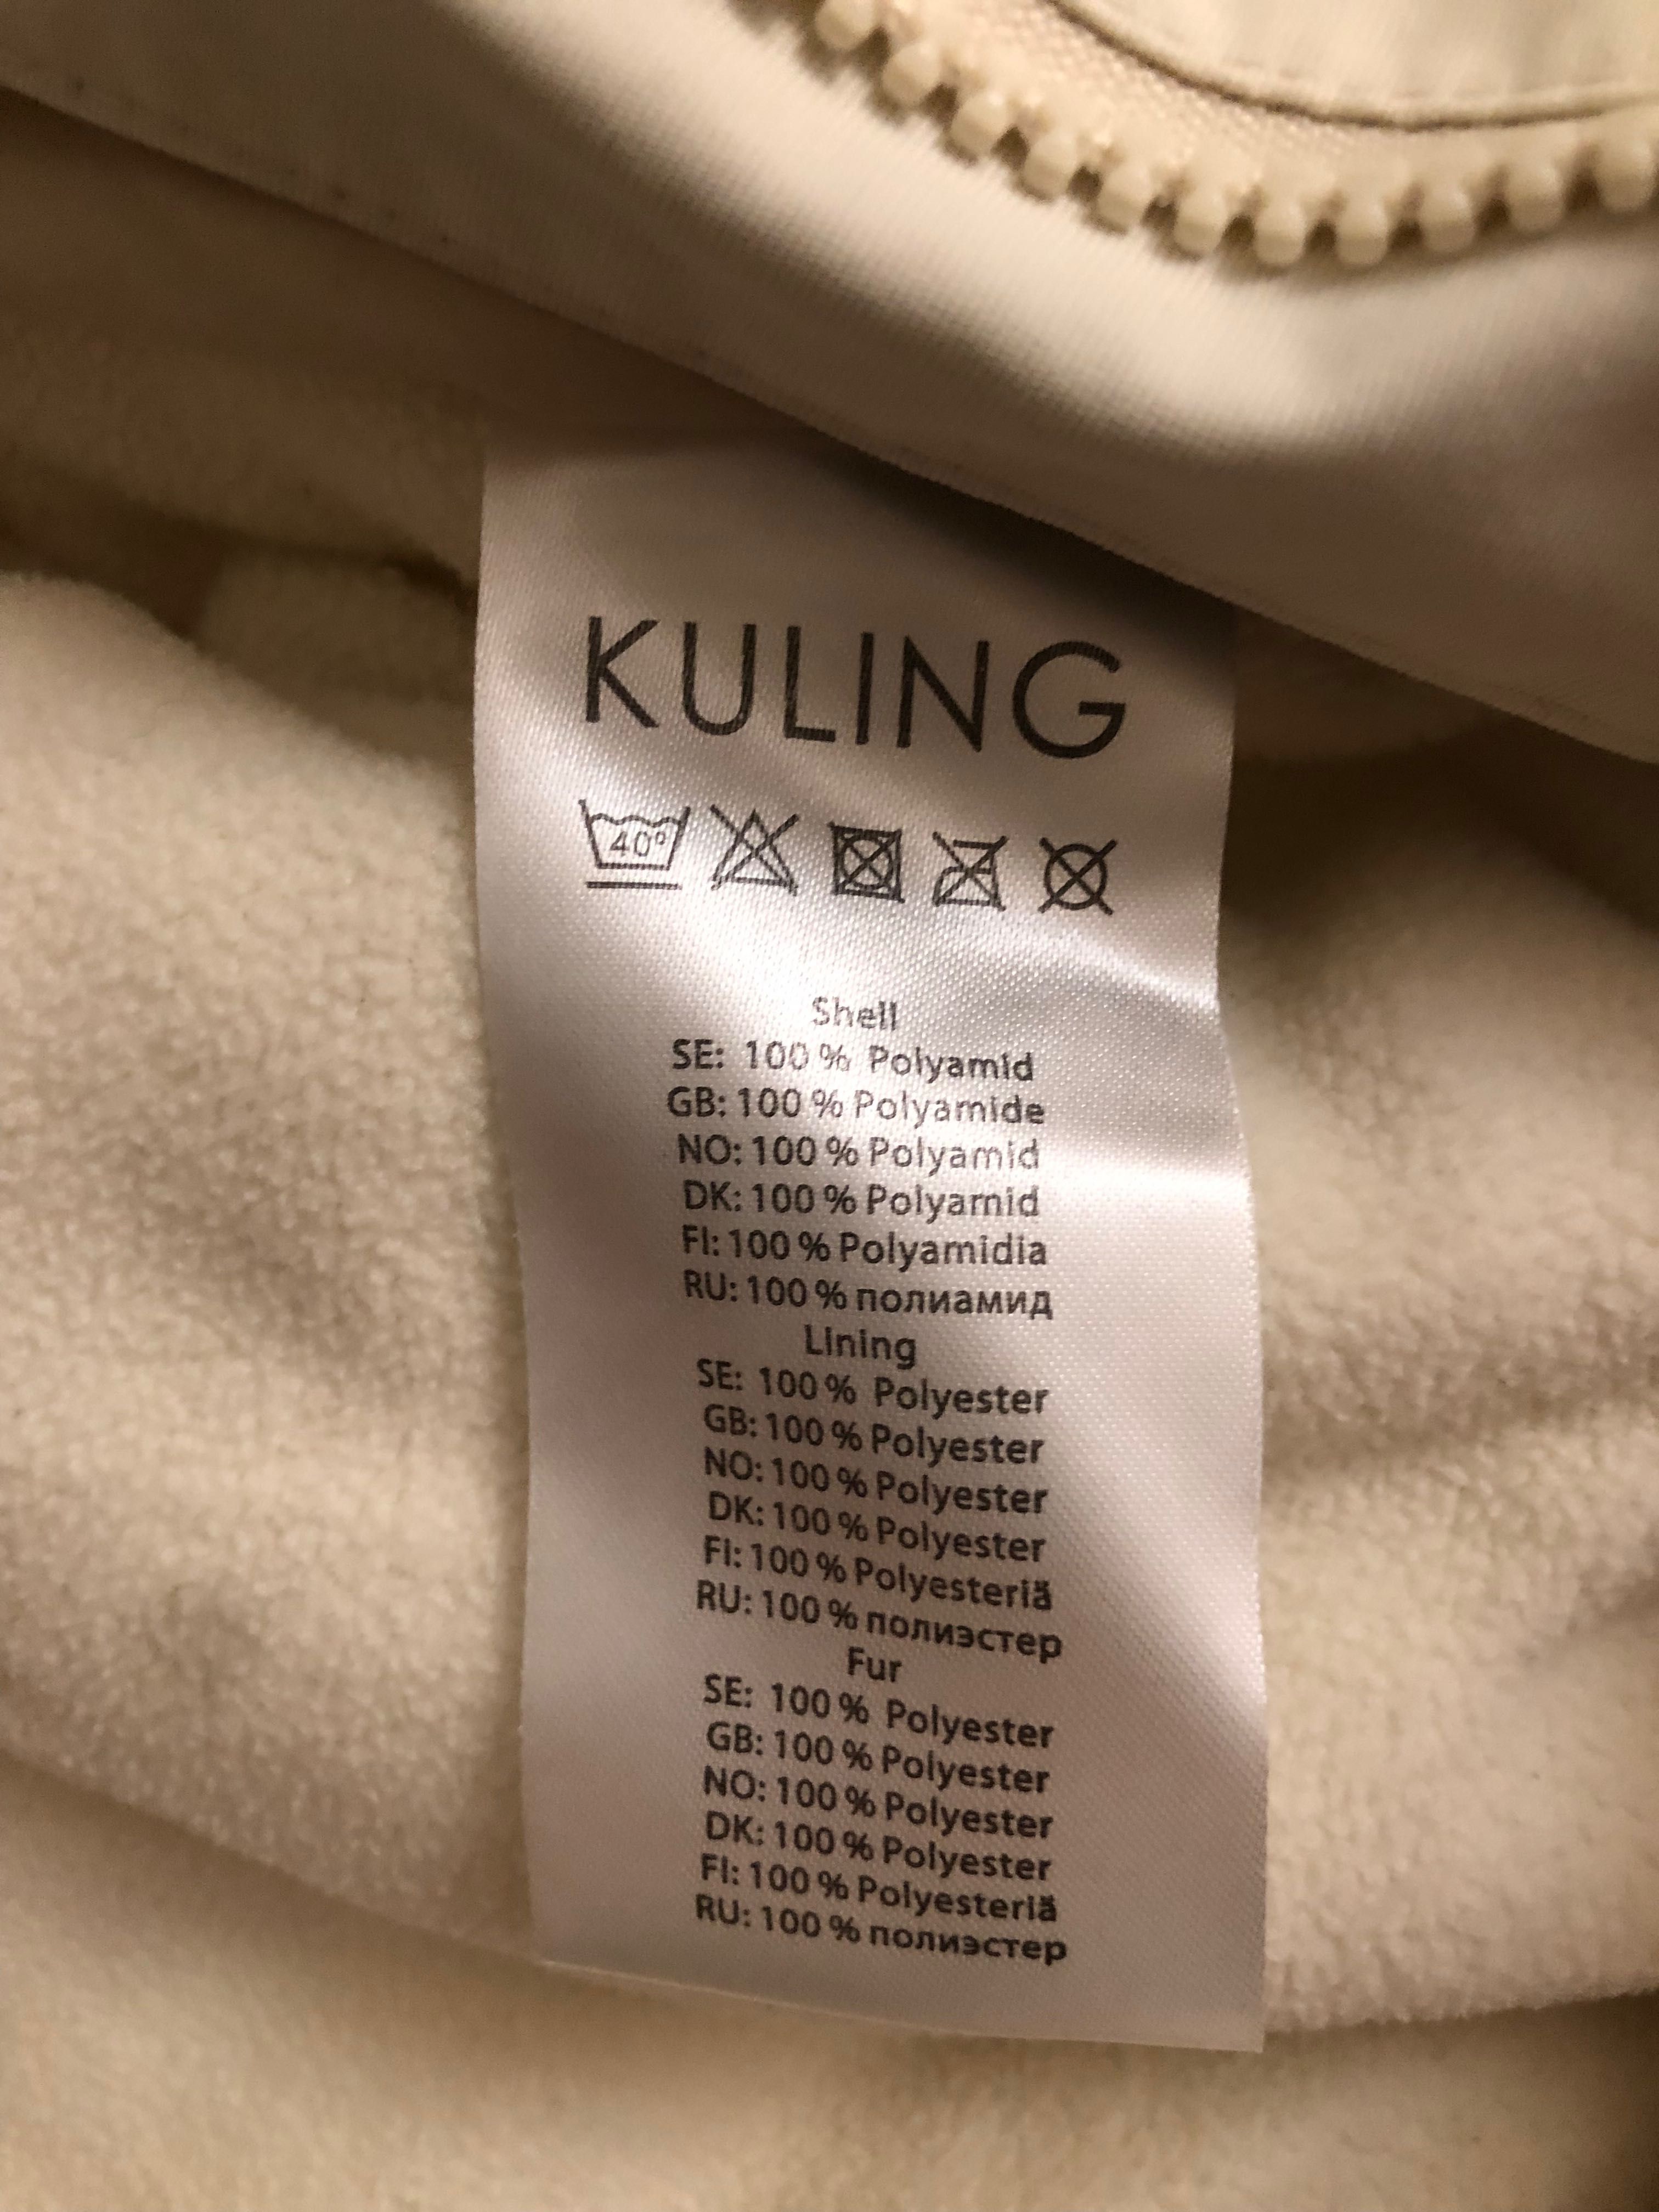 KULING
40°
Shell
SE: 100 % Polyamid
GB: 100 % Polyamide
NO: 100 % Polyamid
DK: 100 % Polyamid
FI: 100 % Polyamidia
RU: 100 % полиамид
Lining
SE: 100 % Polyester
GB: 100 % Polyester
NO: 100 % Polyester
DK: 100 % Polyester
FI: 100 % Polyesteriä
RU: 100 % полиэстер
Fur
SE: 100 % Polyester
GB: 100 % Polyester
NO: 100 % Polyester
DK: 100 % Polyester
FI: 100 % Polyesteriä
RU: 100 % полиэстер